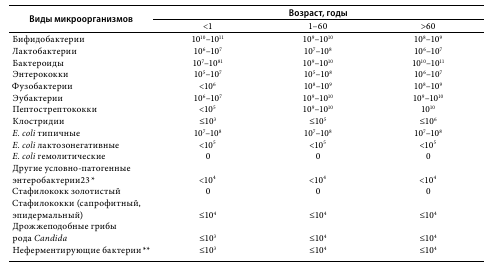 Виды микроорганизмов Возраст, годы
<1 1–60 >60
Бифидобактерии 10¹⁰–10¹¹ 10⁹–10¹⁰ 10⁸–10⁹
Лактобактерии 10⁶–10⁷ 10⁷–10⁸ 10⁶–10⁷
Бактероиды 10⁷–10⁸¹ 10⁹–10¹⁰ 10¹⁰–10¹¹
Энтерококки 10⁵–10⁷ 10⁵–10⁸ 10⁶–10⁷
Фузобактерии <10⁶ 10⁸–10⁹ 10⁸–10⁹
Эубактерии 10⁶–10⁷ 10⁹–10¹⁰ 10⁹–10¹⁰
Пептострептококки <10⁵ 10⁹–10¹⁰ 10¹⁰
Клостридии ≤10³ ≤10⁵ ≤10⁶
E. coli типичные 10⁷–10⁸ 10⁷–10⁸ 10⁷–10⁸
E. coli лактозонегативные <10⁵ <10⁵ <10⁵
E. coli гемолитические 0 0 0
Другие условно-патогенные
энтеробактерии23 * <10⁴ <10⁴ <10⁴
Стафилококк золотистый 0 0 0
Стафилококки (сапрофитный,
эпидермальный) ≤10⁴ ≤10⁴ ≤10⁴
Дрожжеподобные грибы
рода Candida ≤10³ ≤10⁴ ≤10⁴
Неферментирующие бактерии ** ≤10³ ≤10⁴ ≤10⁴